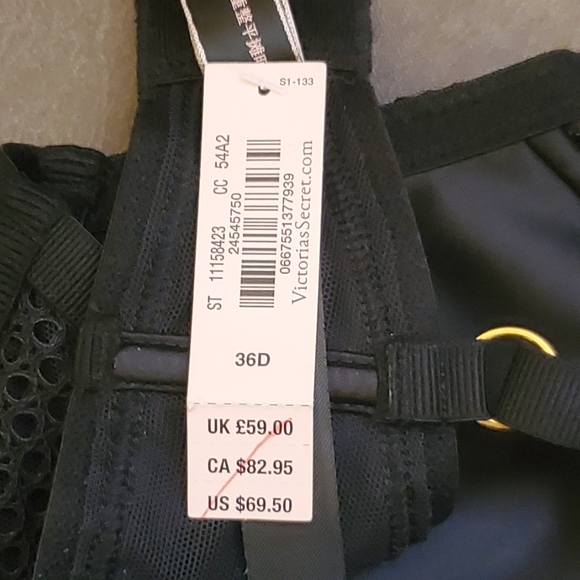 S1-133
ST 11158423 CC 54A2
24545750
0667551377939
VictoriasSecret.com
36D
UK £59.00
CA $82.95
US $69.50